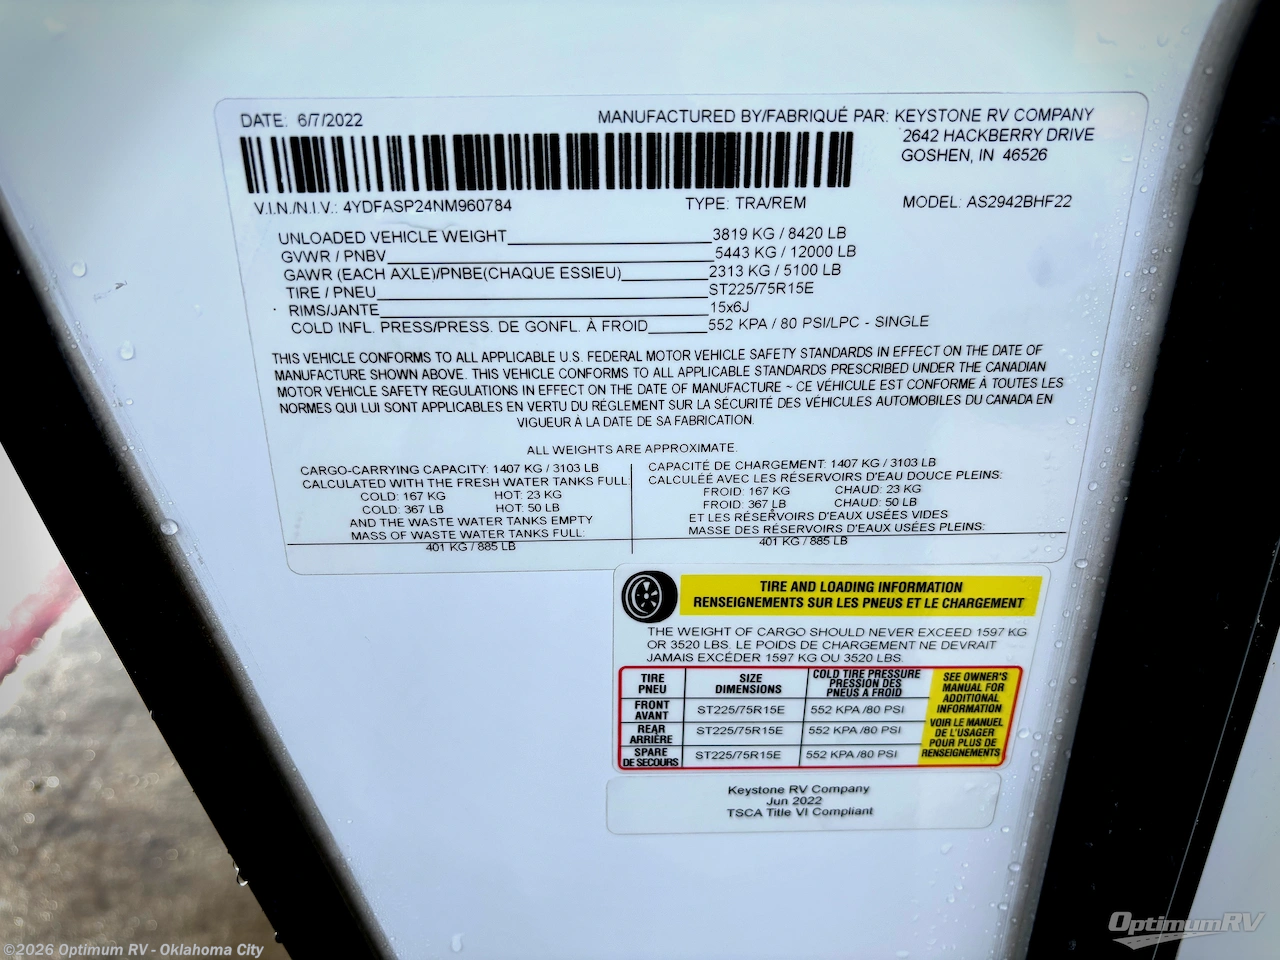 DATE: 6/7/2022
MANUFACTURED BY/FABRIQUÉ PAR: KEYSTONE RV COMPANY
2642 HACKBERRY DRIVE
GOSHEN, IN 46526
V.I.N./N.I.V.: 4YDFASP24NM960784
TYPE: TRA/REM
MODEL: AS2942BHF22
UNLOADED VEHICLE WEIGHT 3819 KG / 8420 LB
GVWR / PNBV 5443 KG / 12000 LB
GAWR (EACH AXLE)/PNBE(CHAQUE ESSIEU) 2313 KG / 5100 LB
TIRE / PNEU ST225/75R15E
RIMS/JANTE 15x6J
COLD INFL. PRESS/PRESS. DE GONFL. À FROID 552 KPA / 80 PSI/LPC - SINGLE
THIS VEHICLE CONFORMS TO ALL APPLICABLE U.S. FEDERAL MOTOR VEHICLE SAFETY STANDARDS IN EFFECT ON THE DATE OF
MANUFACTURE SHOWN ABOVE. THIS VEHICLE CONFORMS TO ALL APPLICABLE STANDARDS PRESCRIBED UNDER THE CANADIAN
MOTOR VEHICLE SAFETY REGULATIONS IN EFFECT ON THE DATE OF MANUFACTURE ~ CE VÉHICULE EST CONFORME À TOUTES LES
NORMES QUI LUI SONT APPLICABLES EN VERTU DU RÉGLEMENT SUR LA SÉCURITÉ DES VÉHICULES AUTOMOBILES DU CANADA EN
VIGUEUR À LA DATE DE SA FABRICATION.
ALL WEIGHTS ARE APPROXIMATE.
CARGO-CARRYING CAPACITY: 1407 KG / 3103 LB
CALCULATED WITH THE FRESH WATER TANKS FULL:
COLD: 167 KG HOT: 23 KG
COLD: 367 LB HOT: 50 LB
AND THE WASTE WATER TANKS EMPTY
MASS OF WASTE WATER TANKS FULL:
401 KG / 885 LB
CAPACITÉ DE CHARGEMENT: 1407 KG / 3103 LB
CALCULÉE AVEC LES RÉSERVOIRS D'EAU DOUCE PLEINS:
FROID: 167 KG CHAUD: 23 KG
FROID: 367 LB CHAUD: 50 LB
ET LES RÉSERVOIRS D'EAUX USÉES VIDES
MASSE DES RÉSERVOIRS D'EAUX USÉES PLEINS:
401 KG / 885 LB
TIRE AND LOADING INFORMATION
RENSEIGNEMENTS SUR LES PNEUS ET LE CHARGEMENT
THE WEIGHT OF CARGO SHOULD NEVER EXCEED 1597 KG
OR 3520 LBS. LE POIDS DE CHARGEMENT NE DEVRAIT
JAMAIS EXCÉDER 1597 KG OU 3520 LBS.
TIRE
PNEU
SIZE
DIMENSIONS
COLD TIRE PRESSURE
PRESSION DES
PNEUS A FROID
FRONT
AVANT
ST225/75R15E
552 KPA /80 PSI
REAR
ARRIÈRE
ST225/75R15E
552 KPA /80 PSI
SPARE
DE SECOURS
ST225/75R15E
552 KPA /80 PSI
SEE OWNER'S
MANUAL FOR
ADDITIONAL
INFORMATION
VOIR LE MANUEL
DE L'USAGER
POUR PLUS DE
RENSEIGNEMENTS
Keystone RV Company
Jun 2022
TSCA Title VI Compliant
OptimumRV
©2026 Optimum RV - Oklahoma City